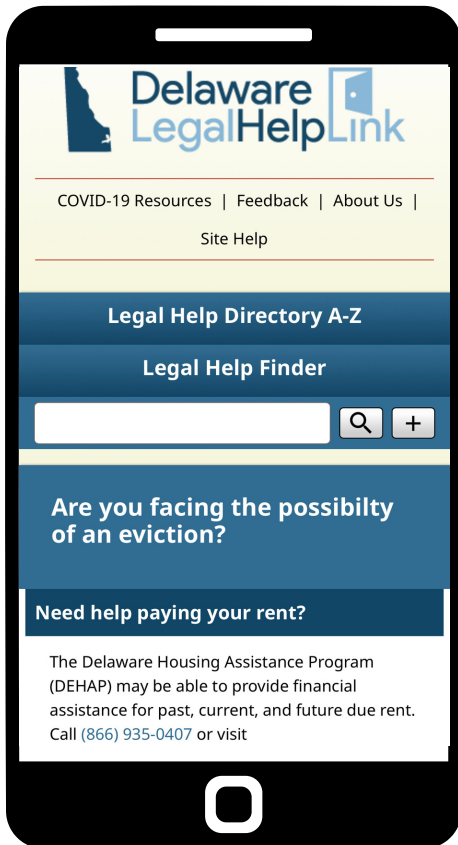 Delaware
LegalHelpLink
COVID-19 Resources | Feedback | About Us |
Site Help
Legal Help Directory A-Z
Legal Help Finder
+
Are you facing the possibilty
of an eviction?
Need help paying your rent?
The Delaware Housing Assistance Program
(DEHAP) may be able to provide financial
assistance for past, current, and future due rent.
Call (866) 935-0407 or visit